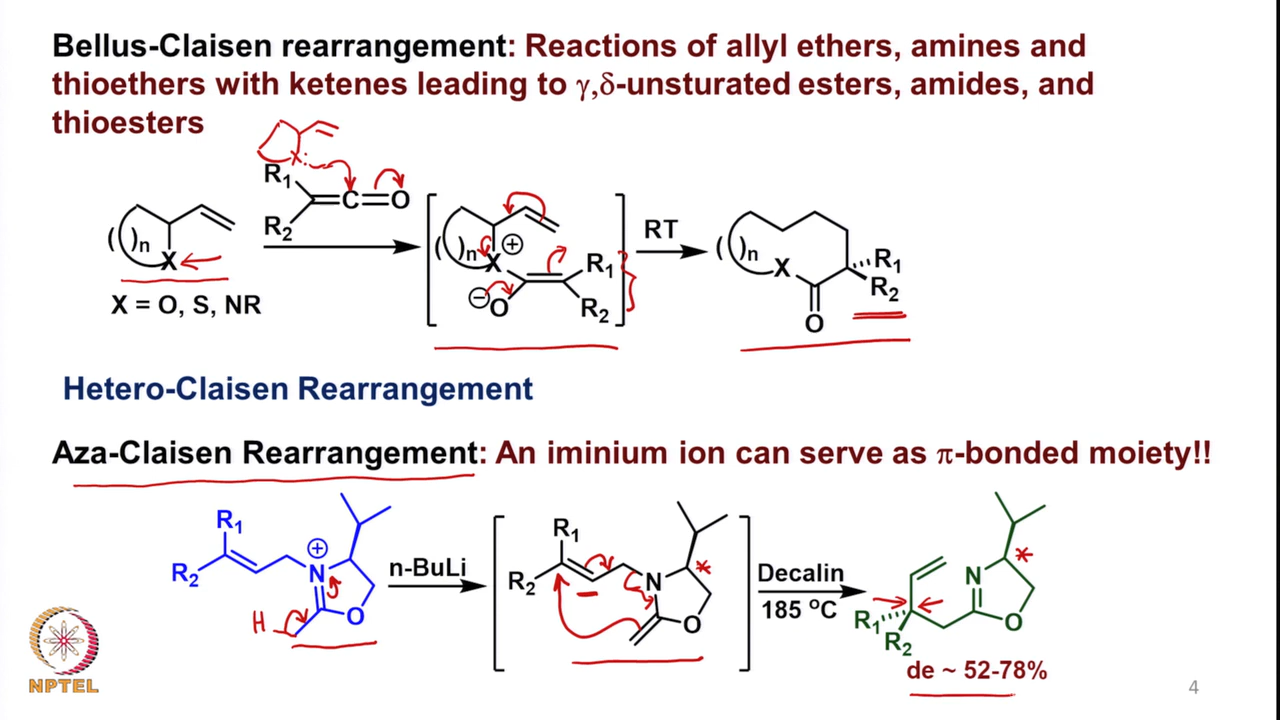 Bellus-Claisen rearrangement: Reactions of allyl ethers, amines and
thioethers with ketenes leading to γ,δ-unsturated esters, amides, and
thioesters
X:
R1
C
O
R2
( )n
X
X = O, S, NR
( )n
⊕
X
R1
⊖O
R2
RT
( )n
X
R1
R2
O
Hetero-Claisen Rearrangement
Aza-Claisen Rearrangement: An iminium ion can serve as π-bonded moiety!!
R1
R2
⊕
N
O
H
n-BuLi
R1
R2
N
*
O
Decalin
185 °C
N
*
O
R1
R2
de ~ 52-78%
NPTEL
4